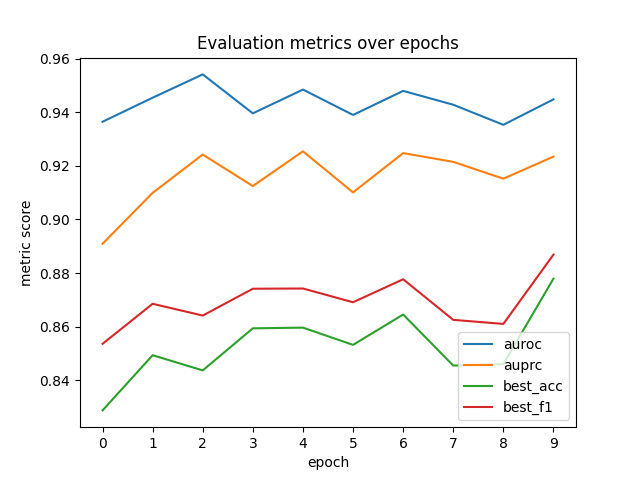 Evaluation metrics over epochs
0.96
0.94
0.92
0.90
0.88
0.86
0.84
metric score
auroc
auprc
best_acc
best_f1
0 1 2 3 4 5 6 7 8 9
epoch